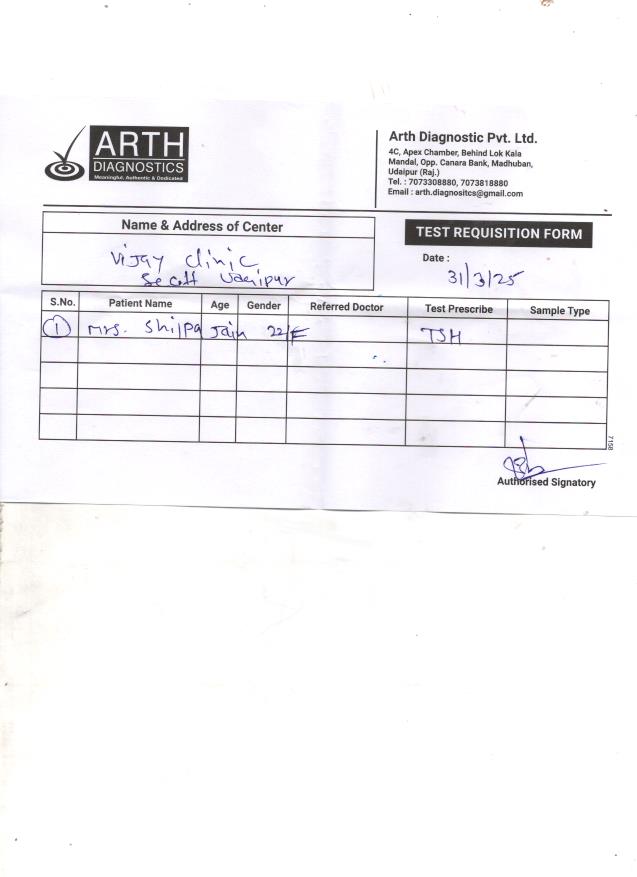 ARTH
DIAGNOSTICS
Meaningful, Authentic & Dedicated
Arth Diagnostic Pvt. Ltd.
4C, Apex Chamber, Behind Lok Kala
Mandal, Opp. Canara Bank, Madhuban,
Udaipur (Raj.)
Tel. : 7073308880, 7073818880
Email : arth.diagnositcs@gmail.com
Name & Address of Center
Vijay Clinic
Udaipur
TEST REQUISITION FORM
Date :
31/3/25
S.No. Patient Name Age Gender Referred Doctor Test Prescribe Sample Type
1 Mrs. Shilpa Jain 22/F TSH
7158
Authorised Signatory